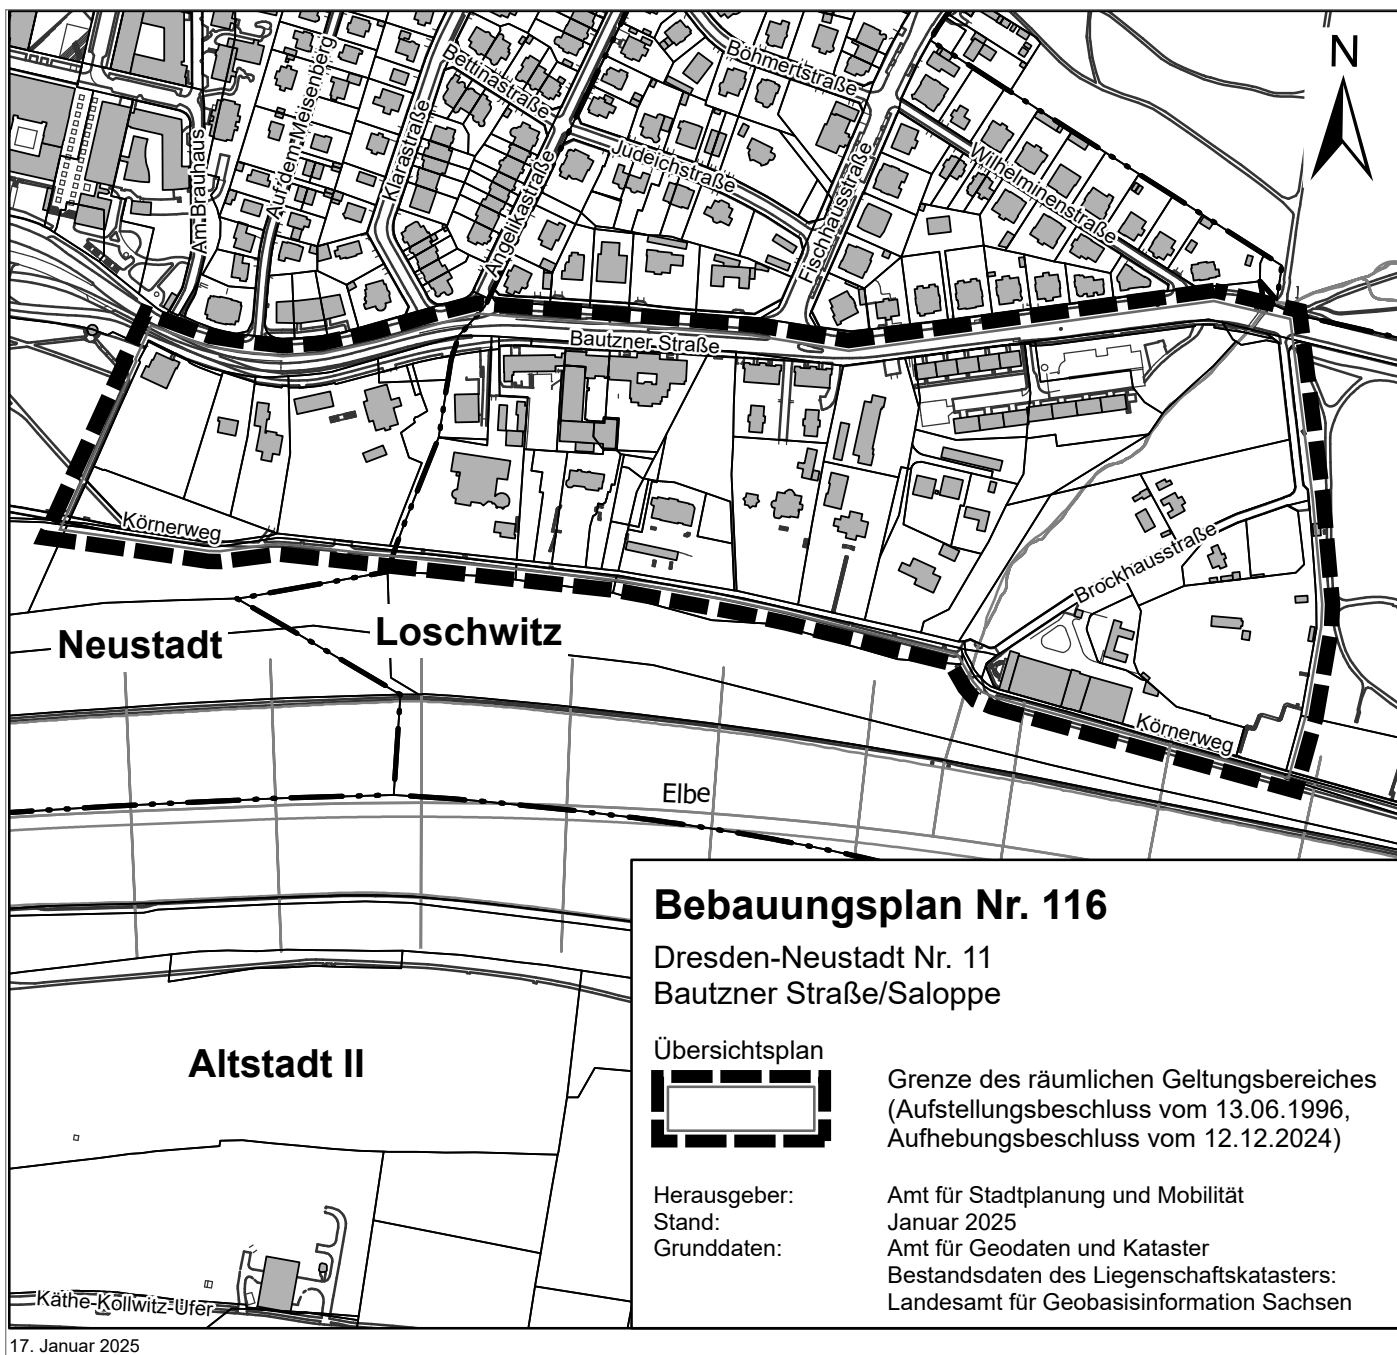 N
Böhmertstraße
Bettinastraße
Auf dem Meisenberg
Klarastraße
Am Brauhaus
Angelikastraße
Judeichstraße
Fischhausstraße
Wilhelminenstraße
Bautzner Straße
Körnerweg
Brockhausstraße
Neustadt
Loschwitz
Körnerweg
Elbe
Altstadt II
Käthe-Kollwitz-Ufer
Bebauungsplan Nr. 116
Dresden-Neustadt Nr. 11
Bautzner Straße/Saloppe
Übersichtsplan
Grenze des räumlichen Geltungsbereiches
(Aufstellungsbeschluss vom 13.06.1996,
Aufhebungsbeschluss vom 12.12.2024)
Herausgeber: Amt für Stadtplanung und Mobilität
Stand: Januar 2025
Grunddaten: Amt für Geodaten und Kataster
Bestandsdaten des Liegenschaftskatasters:
Landesamt für Geobasisinformation Sachsen
17. Januar 2025